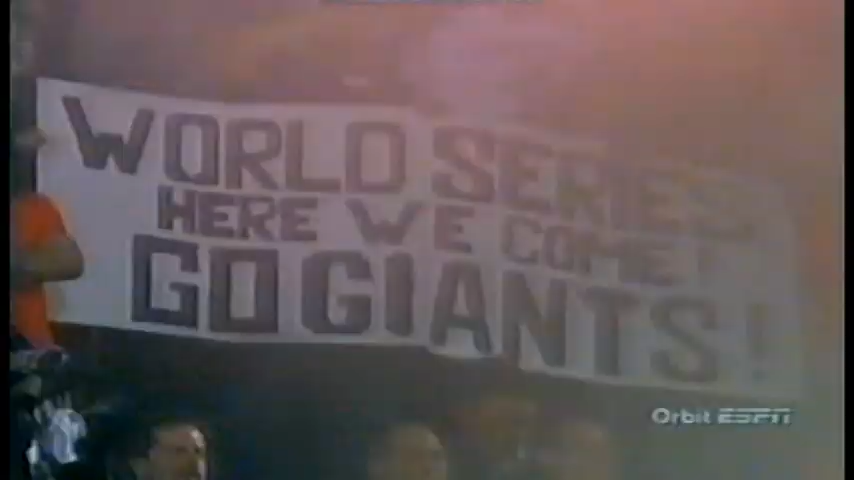 WORLD SERIES
HERE WE COME!
GO GIANTS!
Orbit ESPN